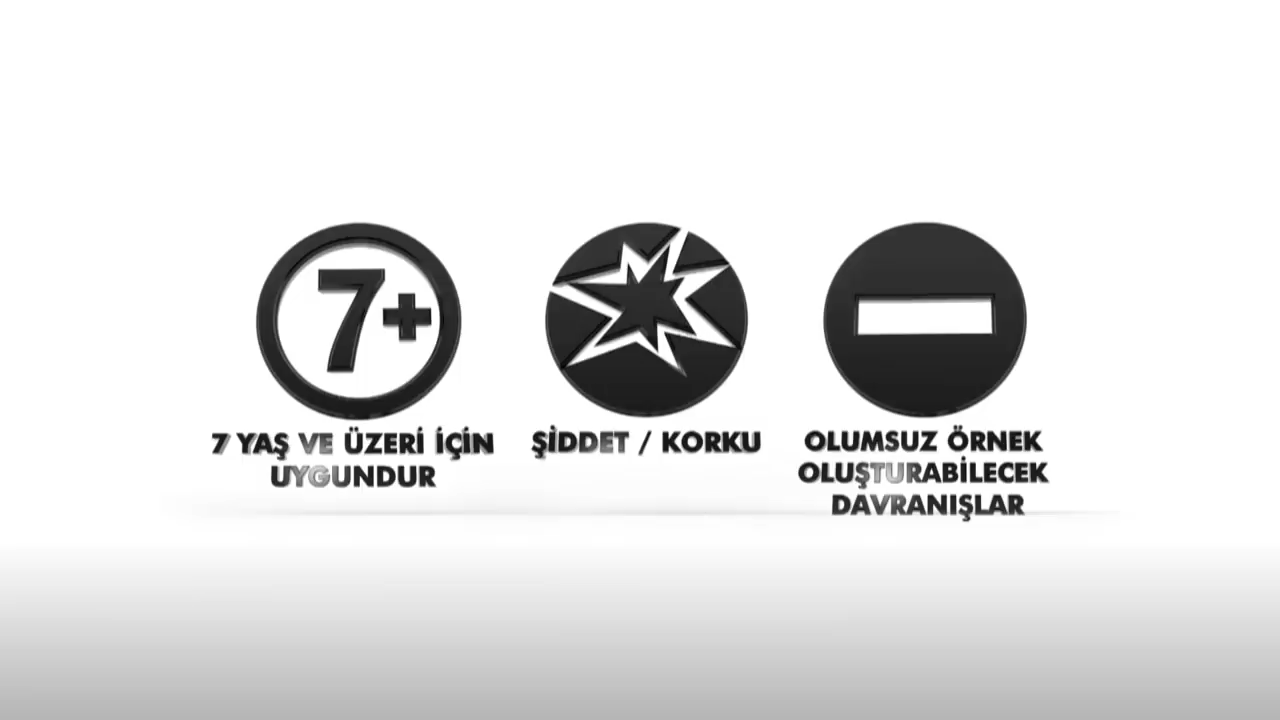 7+
7 YAŞ VE ÜZERİ İÇİN
UYGUNDUR
ŞİDDET / KORKU
OLUMSUZ ÖRNEK
OLUŞTURABİLECEK
DAVRANIŞLAR